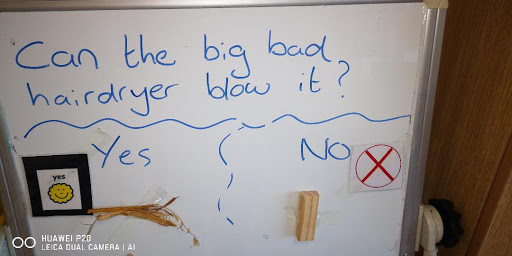 Can the big bad
hairdryer blow it?
Yes
No
yes
HUAWEI P20
LEICA DUAL CAMERA | AI